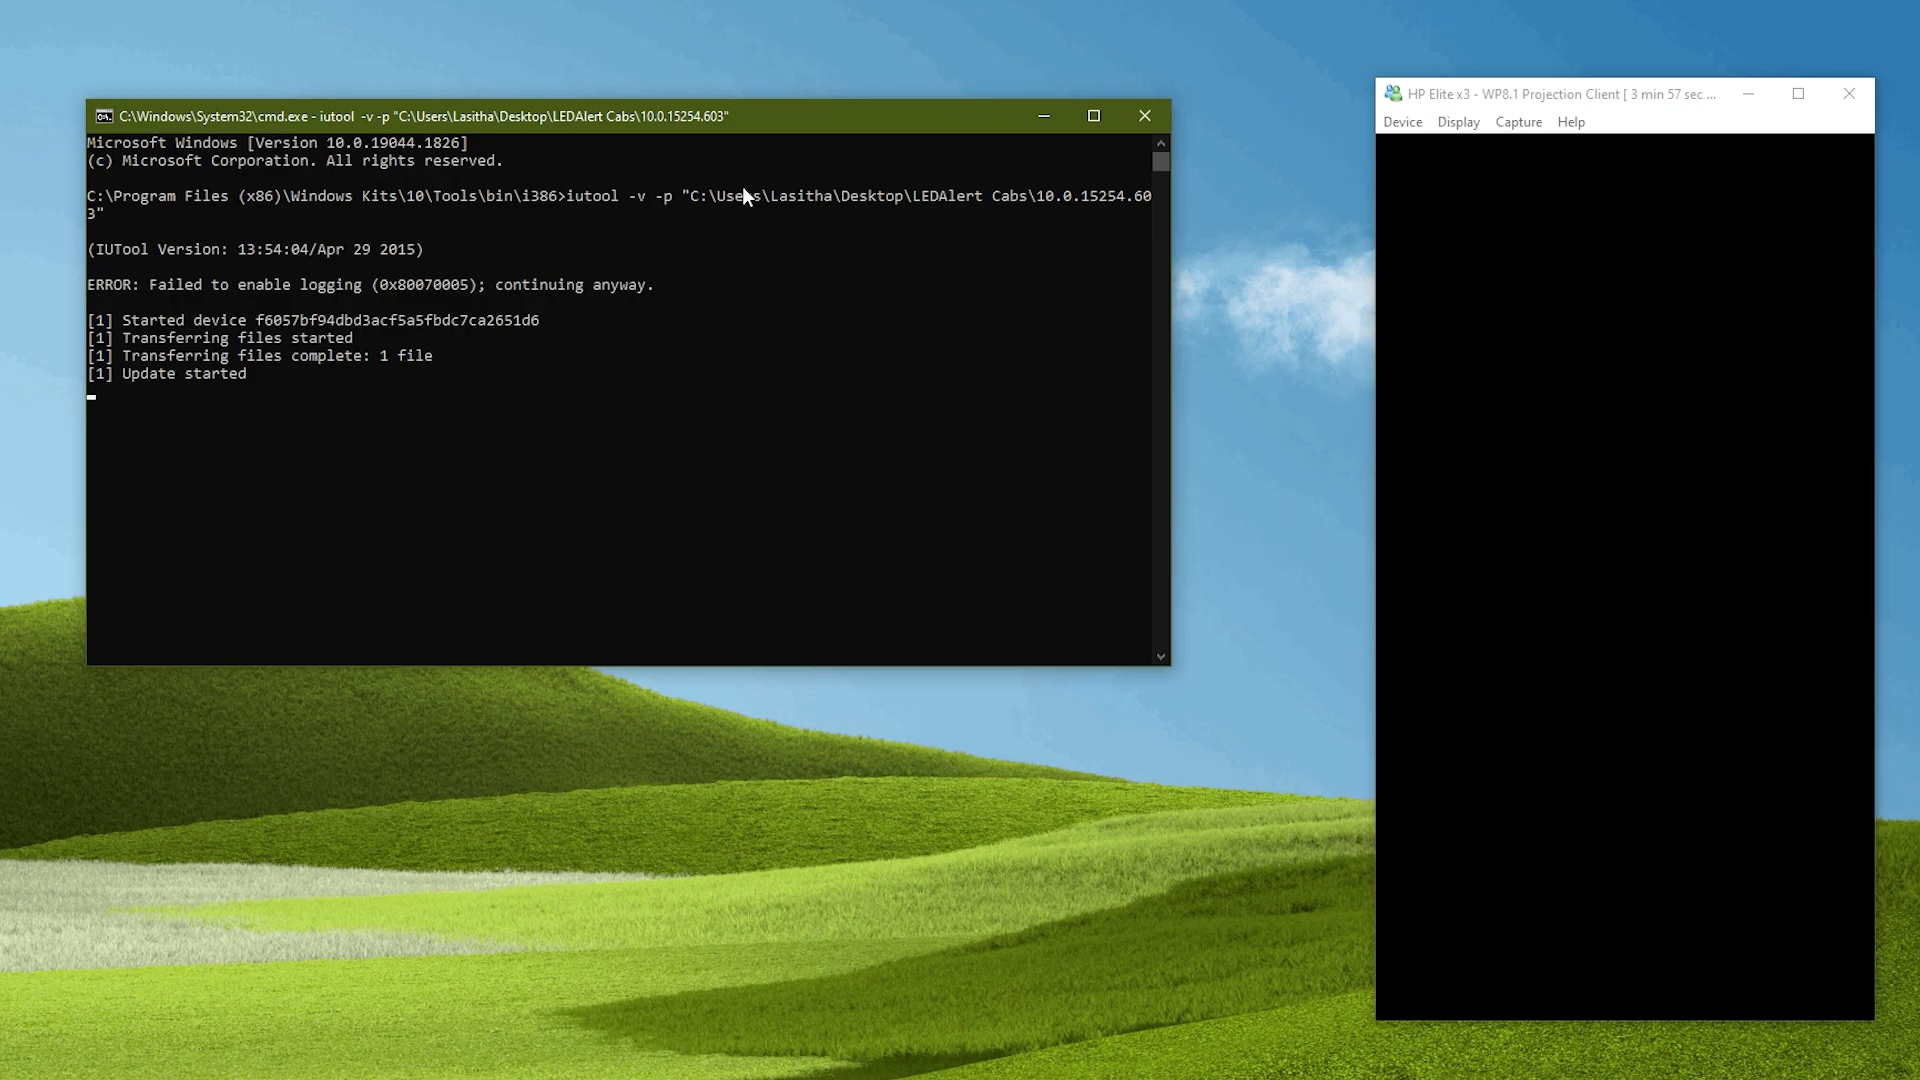 C:\Windows\System32\cmd.exe - iutool -v -p "C:\Users\Lasitha\Desktop\LEDAlert Cabs\10.0.15254.603"
Microsoft Windows [Version 10.0.19044.1826]
(c) Microsoft Corporation. All rights reserved.
C:\Program Files (x86)\Windows Kits\10\Tools\bin\i386>iutool -v -p "C:\Users\Lasitha\Desktop\LEDAlert Cabs\10.0.15254.60
3"
(IUTool Version: 13:54:04/Apr 29 2015)
ERROR: Failed to enable logging (0x80070005); continuing anyway.
[1] Started device f6057bf94dbd3acf5a5fbdc7ca2651d6
[1] Transferring files started
[1] Transferring files complete: 1 file
[1] Update started
HP Elite x3 - WP8.1 Projection Client [ 3 min 57 sec ...
Device Display Capture Help